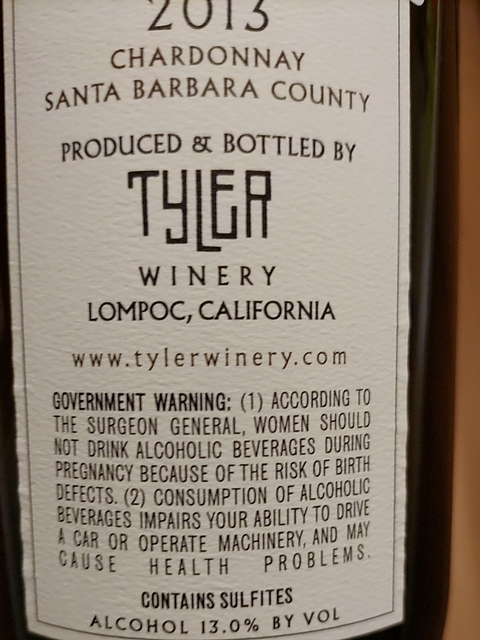 2013
CHARDONNAY
SANTA BARBARA COUNTY
PRODUCED & BOTTLED BY
TYLER
WINERY
LOMPOC, CALIFORNIA
www.tylerwinery.com
GOVERNMENT WARNING: (1) ACCORDING TO
THE SURGEON GENERAL, WOMEN SHOULD
NOT DRINK ALCOHOLIC BEVERAGES DURING
PREGNANCY BECAUSE OF THE RISK OF BIRTH
DEFECTS. (2) CONSUMPTION OF ALCOHOLIC
BEVERAGES IMPAIRS YOUR ABILITY TO DRIVE
A CAR OR OPERATE MACHINERY, AND MAY
CAUSE HEALTH PROBLEMS.
CONTAINS SULFITES
ALCOHOL 13.0% BY VOL